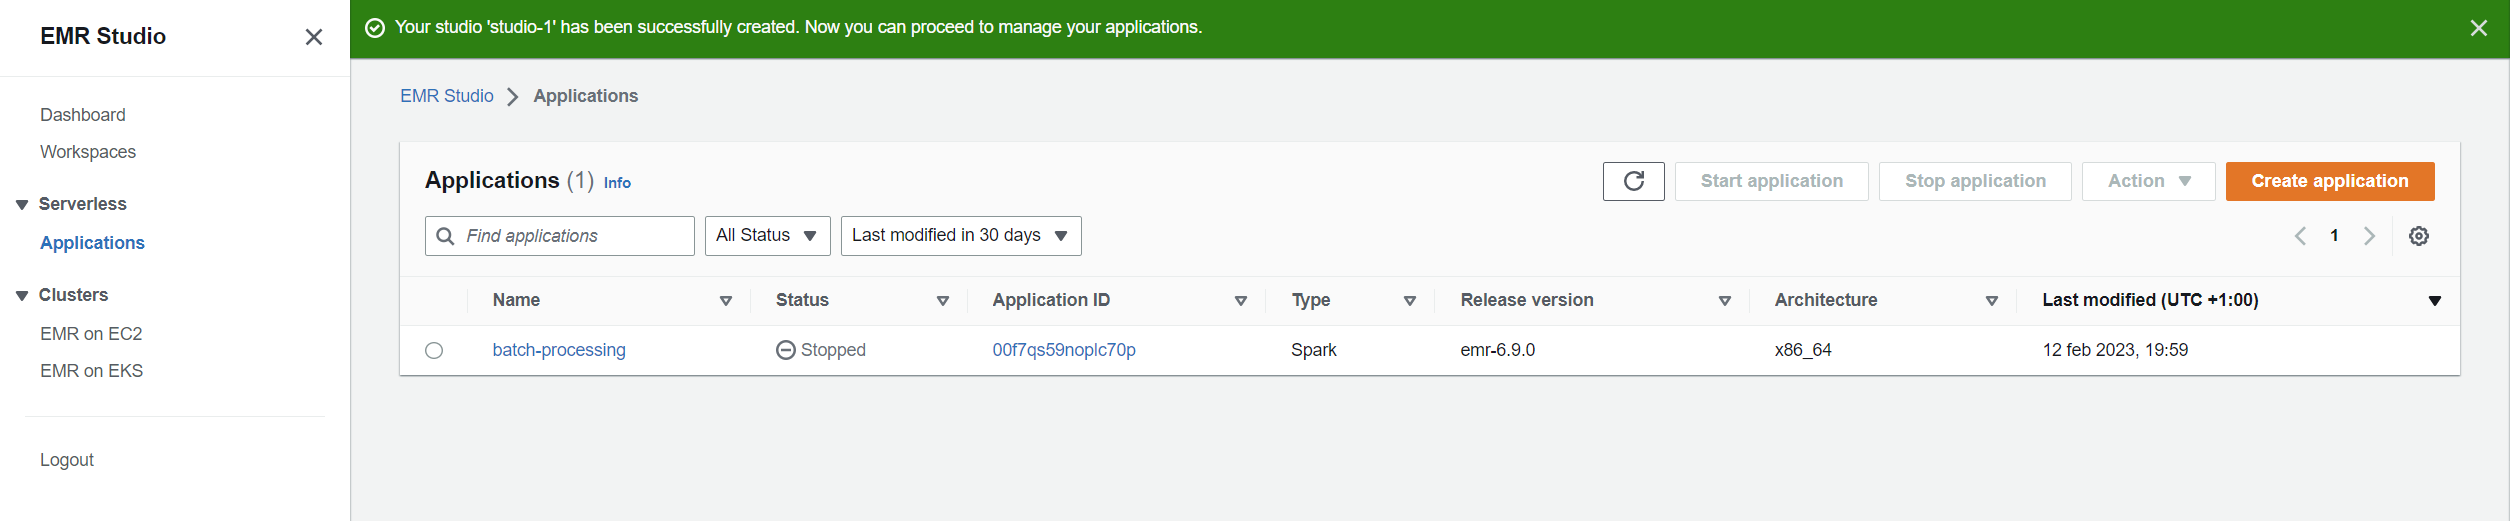 EMR Studio
Your studio 'studio-1' has been successfully created. Now you can proceed to manage your applications.
Dashboard
Workspaces
Serverless
Applications
Clusters
EMR on EC2
EMR on EKS
Logout
EMR Studio > Applications
Applications (1) Info
Start application
Stop application
Action
Create application
Find applications
All Status
Last modified in 30 days
1
Name Status Application ID Type Release version Architecture Last modified (UTC +1:00)
batch-processing Stopped 00f7qs59noplc70p Spark emr-6.9.0 x86_64 12 feb 2023, 19:59